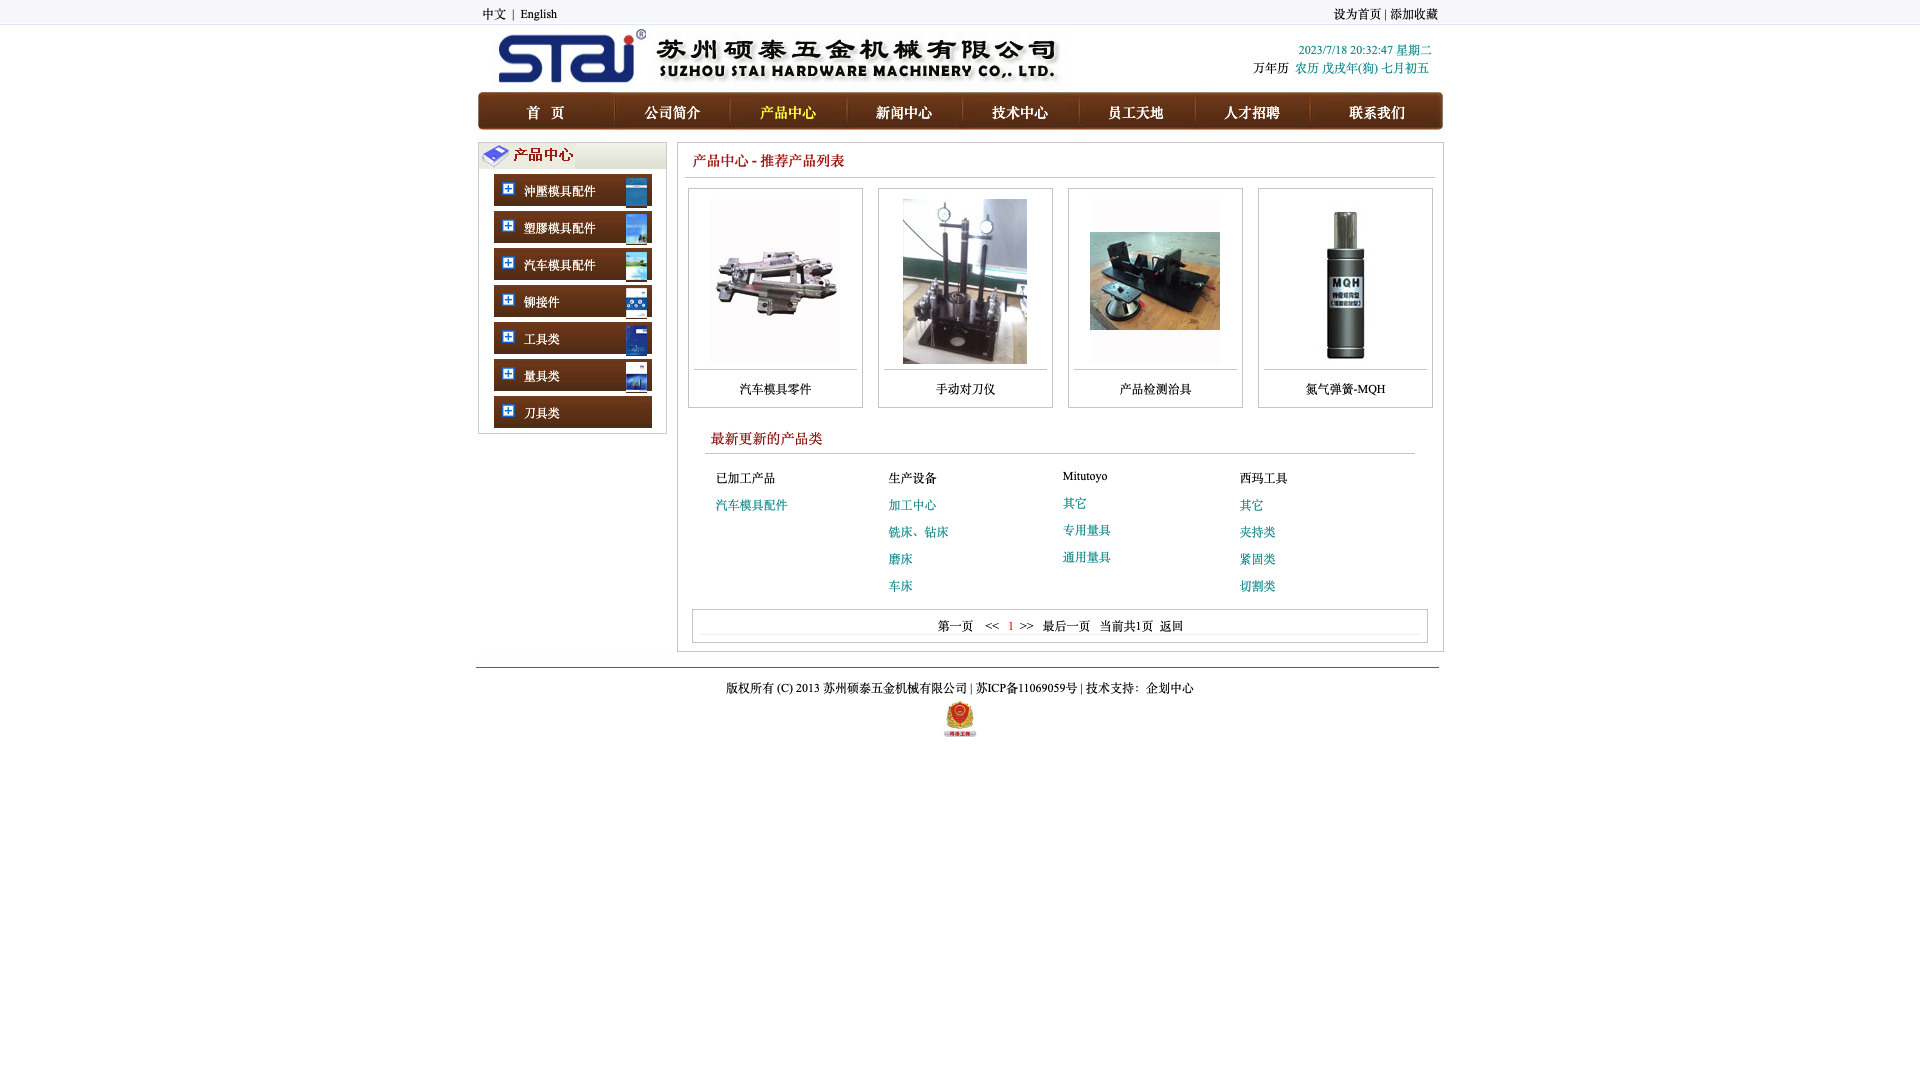 中文 | English
设为首页 | 添加收藏
STAI®
苏州硕泰五金机械有限公司
SUZHOU STAI HARDWARE MACHINERY CO,. LTD.
2023/7/18 20:32:47 星期二
万年历 农历 戊戌年(狗) 七月初五
首 页 公司简介 产品中心 新闻中心 技术中心 员工天地 人才招聘 联系我们
产品中心
沖壓模具配件
塑膠模具配件
汽车模具配件
铆接件
工具类
量具类
刀具类
产品中心 - 推荐产品列表
MQH
汽车模具零件
手动对刀仪
产品检测治具
氮气弹簧-MQH
最新更新的产品类
已加工产品
汽车模具配件
生产设备
加工中心
铣床、钻床
磨床
车床
Mitutoyo
其它
专用量具
通用量具
西玛工具
其它
夹持类
紧固类
切割类
第一页 << 1 >> 最后一页 当前共1页 返回
版权所有 (C) 2013 苏州硕泰五金机械有限公司 | 苏ICP备11069059号 | 技术支持：企划中心